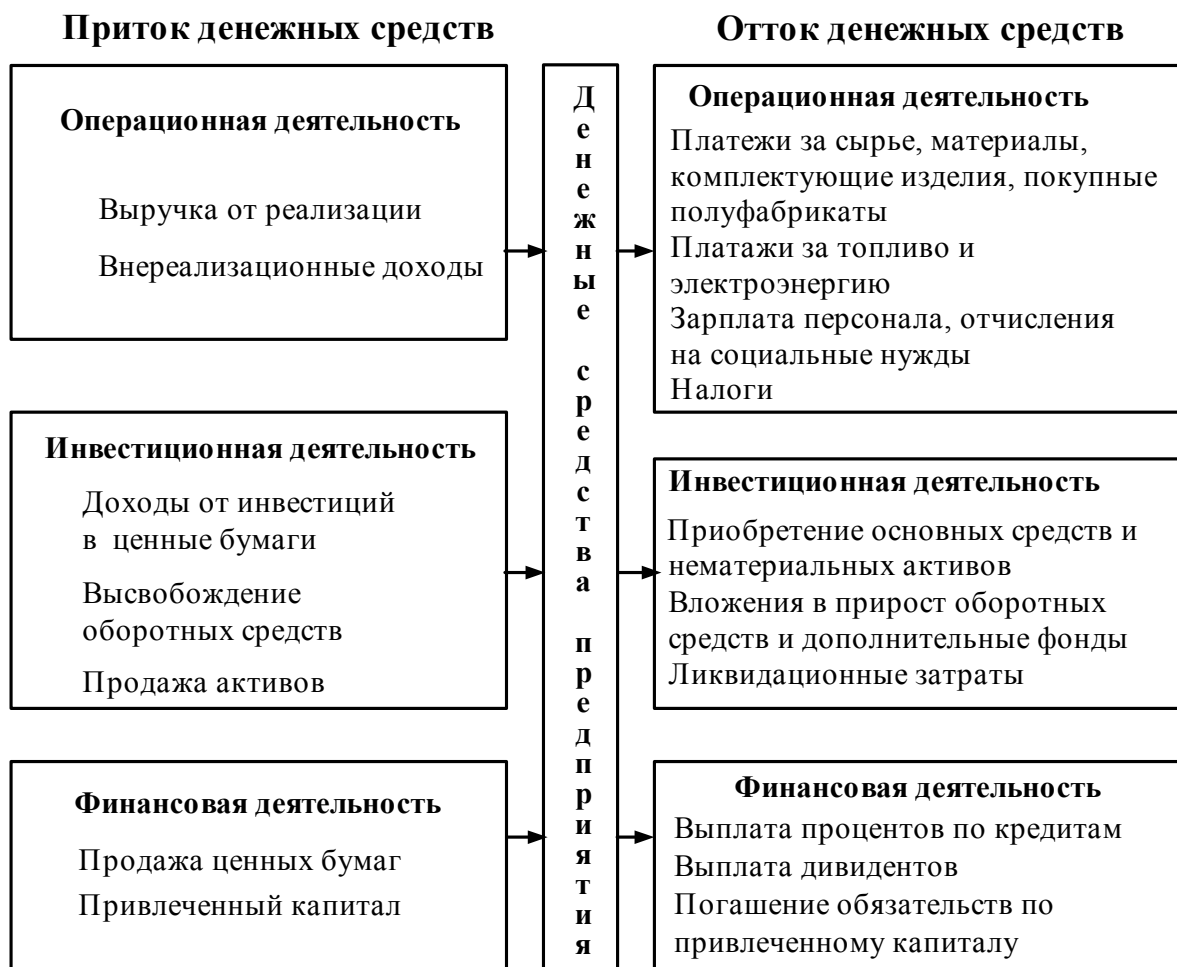 Приток денежных средств
Операционная деятельность
Выручка от реализации
Внереализационные доходы
Инвестиционная деятельность
Доходы от инвестиций
в ценные бумаги
Высвобождение
оборотных средств
Продажа активов
Финансовая деятельность
Продажа ценных бумаг
Привлеченный капитал
Денежные средства предприятия
Отток денежных средств
Операционная деятельность
Платежи за сырье, материалы,
комплектующие изделия, покупные
полуфабрикаты
Платажи за топливо и
электроэнергию
Зарплата персонала, отчисления
на социальные нужды
Налоги
Инвестиционная деятельность
Приобретение основных средств и
нематериальных активов
Вложения в прирост оборотных
средств и дополнительные фонды
Ликвидационные затраты
Финансовая деятельность
Выплата процентов по кредитам
Выплата дивидентов
Погашение обязательств по
привлеченному капиталу